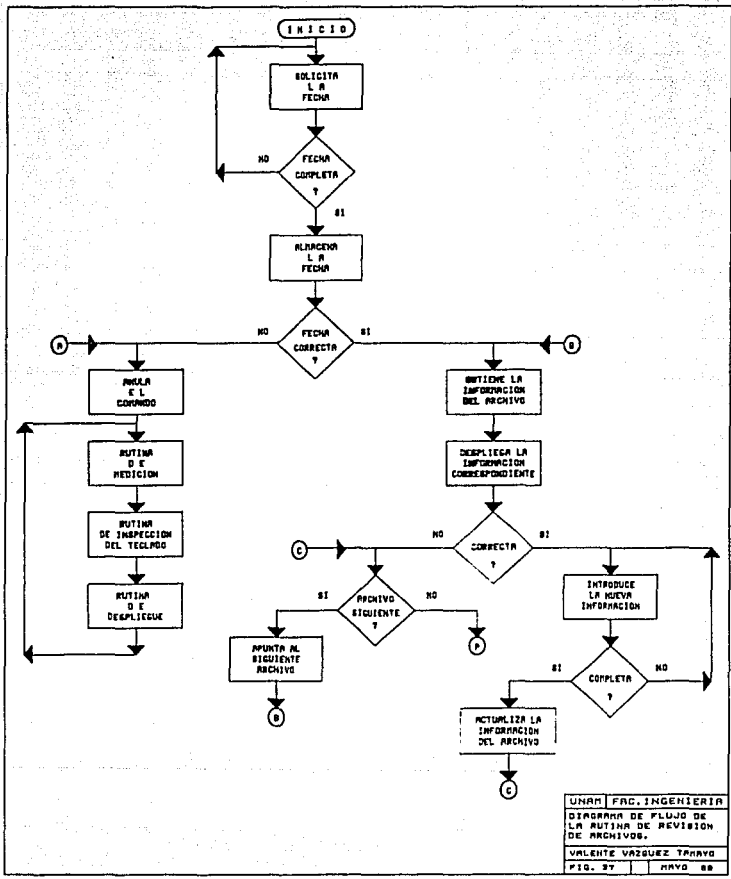 INICIO
SOLICITA
LA
FECHA
NO
FECHA
COMPLETA
?
SI
ALMACENA
LA
FECHA
A
NO
FECHA
CORRECTA
?
SI
B
ANULA
EL
COMANDO
OBTIENE LA
INFORMACION
DEL ARCHIVO
RUTINA
DE
MEDICION
DESPLIEGA LA
INFORMACION
CORRESPONDIENTE
RUTINA
DE INSPECCION
DEL TECLADO
C
NO
CORRECTA
?
SI
RUTINA
DE
DESPLIEGUE
SI
ARCHIVO
SIGUIENTE
?
NO
INTRODUCE
LA NUEVA
INFORMACION
APUNTA AL
SIGUIENTE
ARCHIVO
A
SI
COMPLETA
?
NO
B
ACTUALIZA LA
INFORMACION
DEL ARCHIVO
C
UNAM FAC.INGENIERIA
DIAGRAMA DE FLUJO DE
LA RUTINA DE REVISION
DE ARCHIVOS.
VALENTE VAZQUEZ TAMAYO
FIG. 37 MAYO